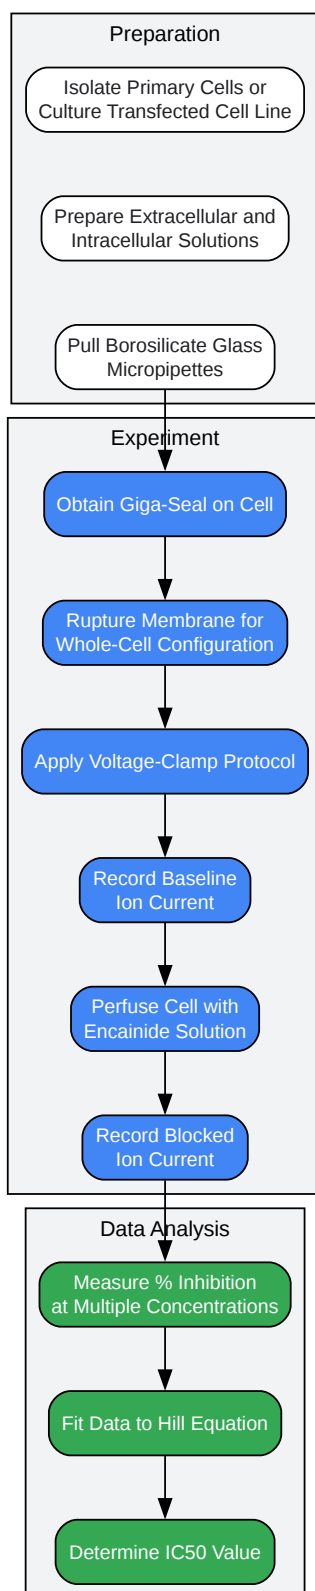 Preparation
Isolate Primary Cells or
Culture Transfected Cell Line
Prepare Extracellular and
Intracellular Solutions
Pull Borosilicate Glass
Micropipettes
Experiment
Obtain Giga-Seal on Cell
Rupture Membrane for
Whole-Cell Configuration
Apply Voltage-Clamp Protocol
Record Baseline
Ion Current
Perfuse Cell with
Encainide Solution
Record Blocked
Ion Current
Data Analysis
Measure % Inhibition
at Multiple Concentrations
Fit Data to Hill Equation
Determine IC50 Value